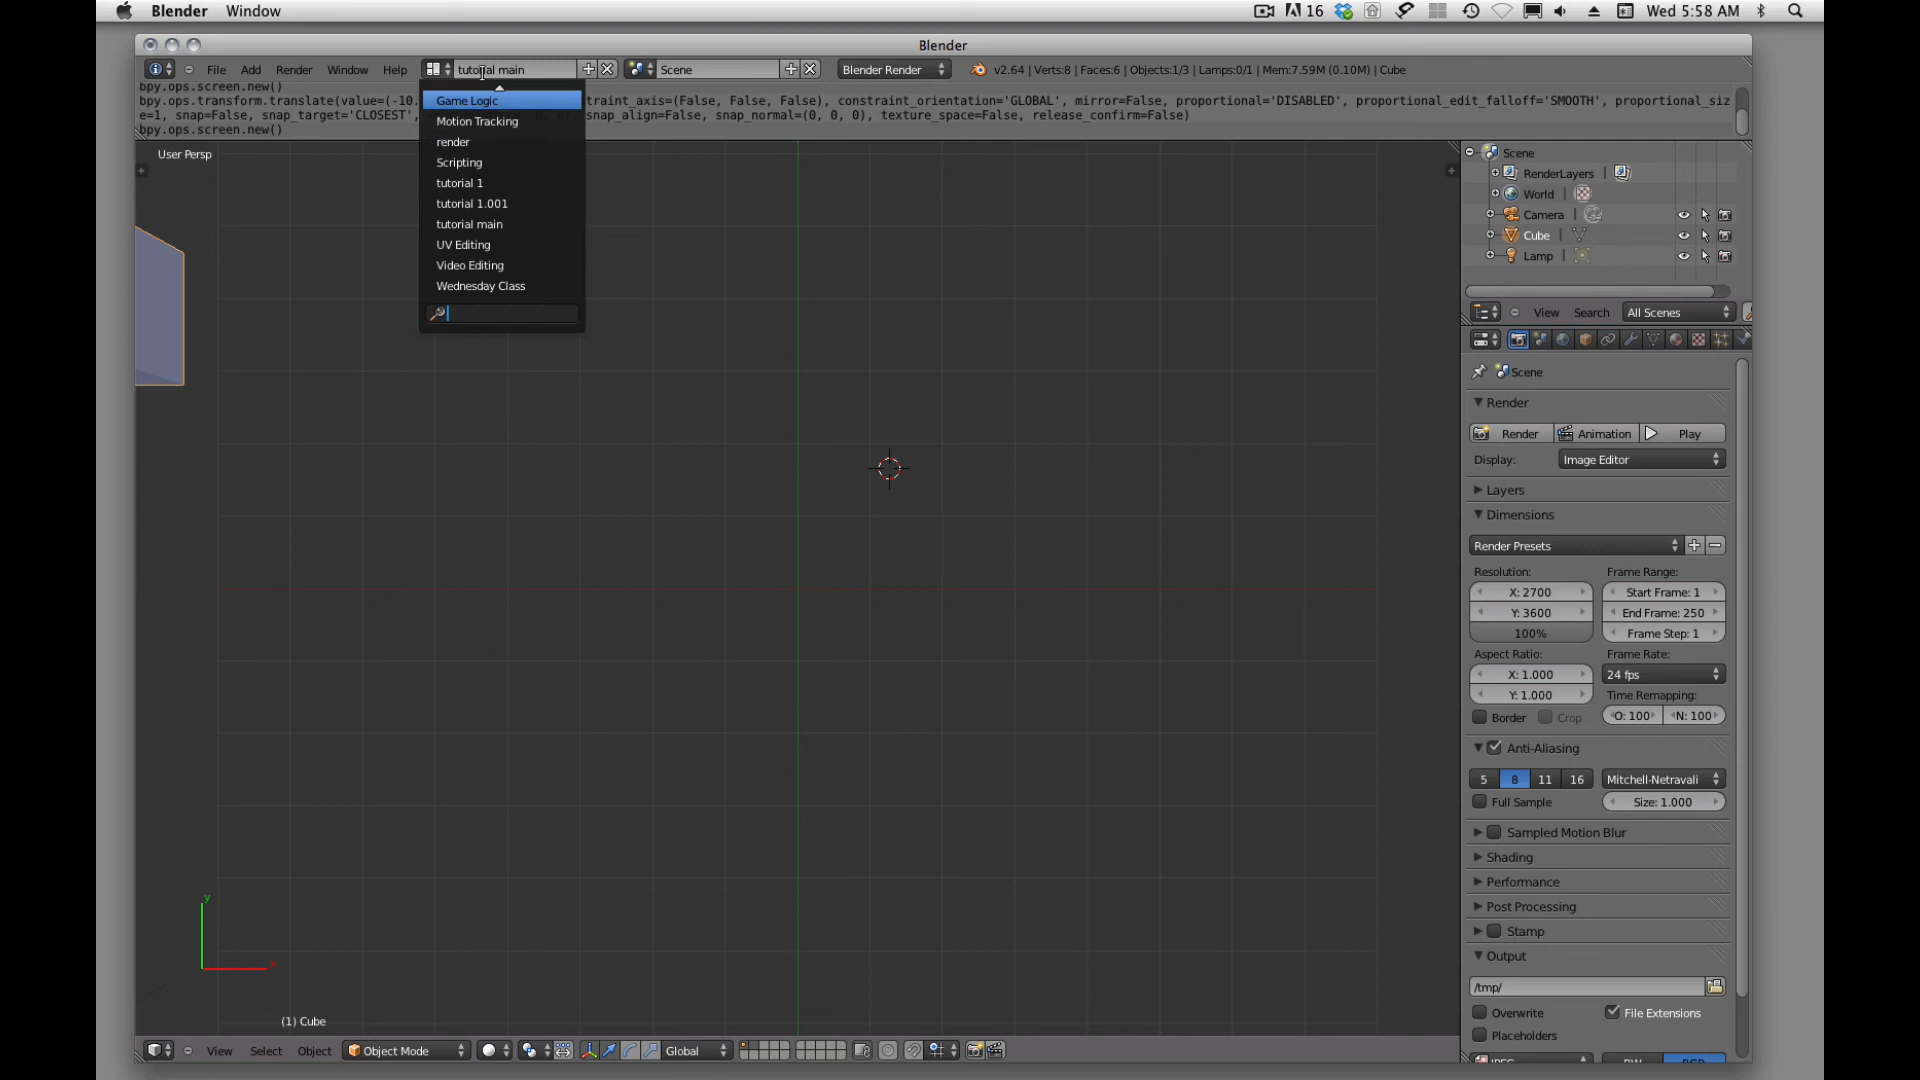 Blender Window
16
Wed 5:58 AM
Blender
File Add Render Window Help
tutorial main
Scene
Blender Render
v2.64 | Verts:8 | Faces:6 | Objects:1/3 | Lamps:0/1 | Mem:7.59M (0.10M) | Cube
bpy.ops.screen.new()
bpy.ops.transform.translate(value=(-10. traint_axis=(False, False, False), constraint_orientation='GLOBAL', mirror=False, proportional='DISABLED', proportional_edit_falloff='SMOOTH', proportional_siz
e=1, snap=False, snap_target='CLOSEST', snap_align=False, snap_normal=(0, 0, 0), texture_space=False, release_confirm=False)
bpy.ops.screen.new()
Game Logic
Motion Tracking
render
Scripting
tutorial 1
tutorial 1.001
tutorial main
UV Editing
Video Editing
Wednesday Class
User Persp
y
x
(1) Cube
View Select Object
Object Mode
Global
Scene
RenderLayers
World
Camera
Cube
Lamp
View Search All Scenes
Scene
Render
Render Animation Play
Display: Image Editor
Layers
Dimensions
Render Presets
Resolution: Frame Range:
X: 2700 Start Frame: 1
Y: 3600 End Frame: 250
100% Frame Step: 1
Aspect Ratio: Frame Rate:
X: 1.000 24 fps
Y: 1.000 Time Remapping:
Border Crop O: 100 N: 100
Anti-Aliasing
5 8 11 16 Mitchell-Netravali
Full Sample Size: 1.000
Sampled Motion Blur
Shading
Performance
Post Processing
Stamp
Output
/tmp/
Overwrite File Extensions
Placeholders